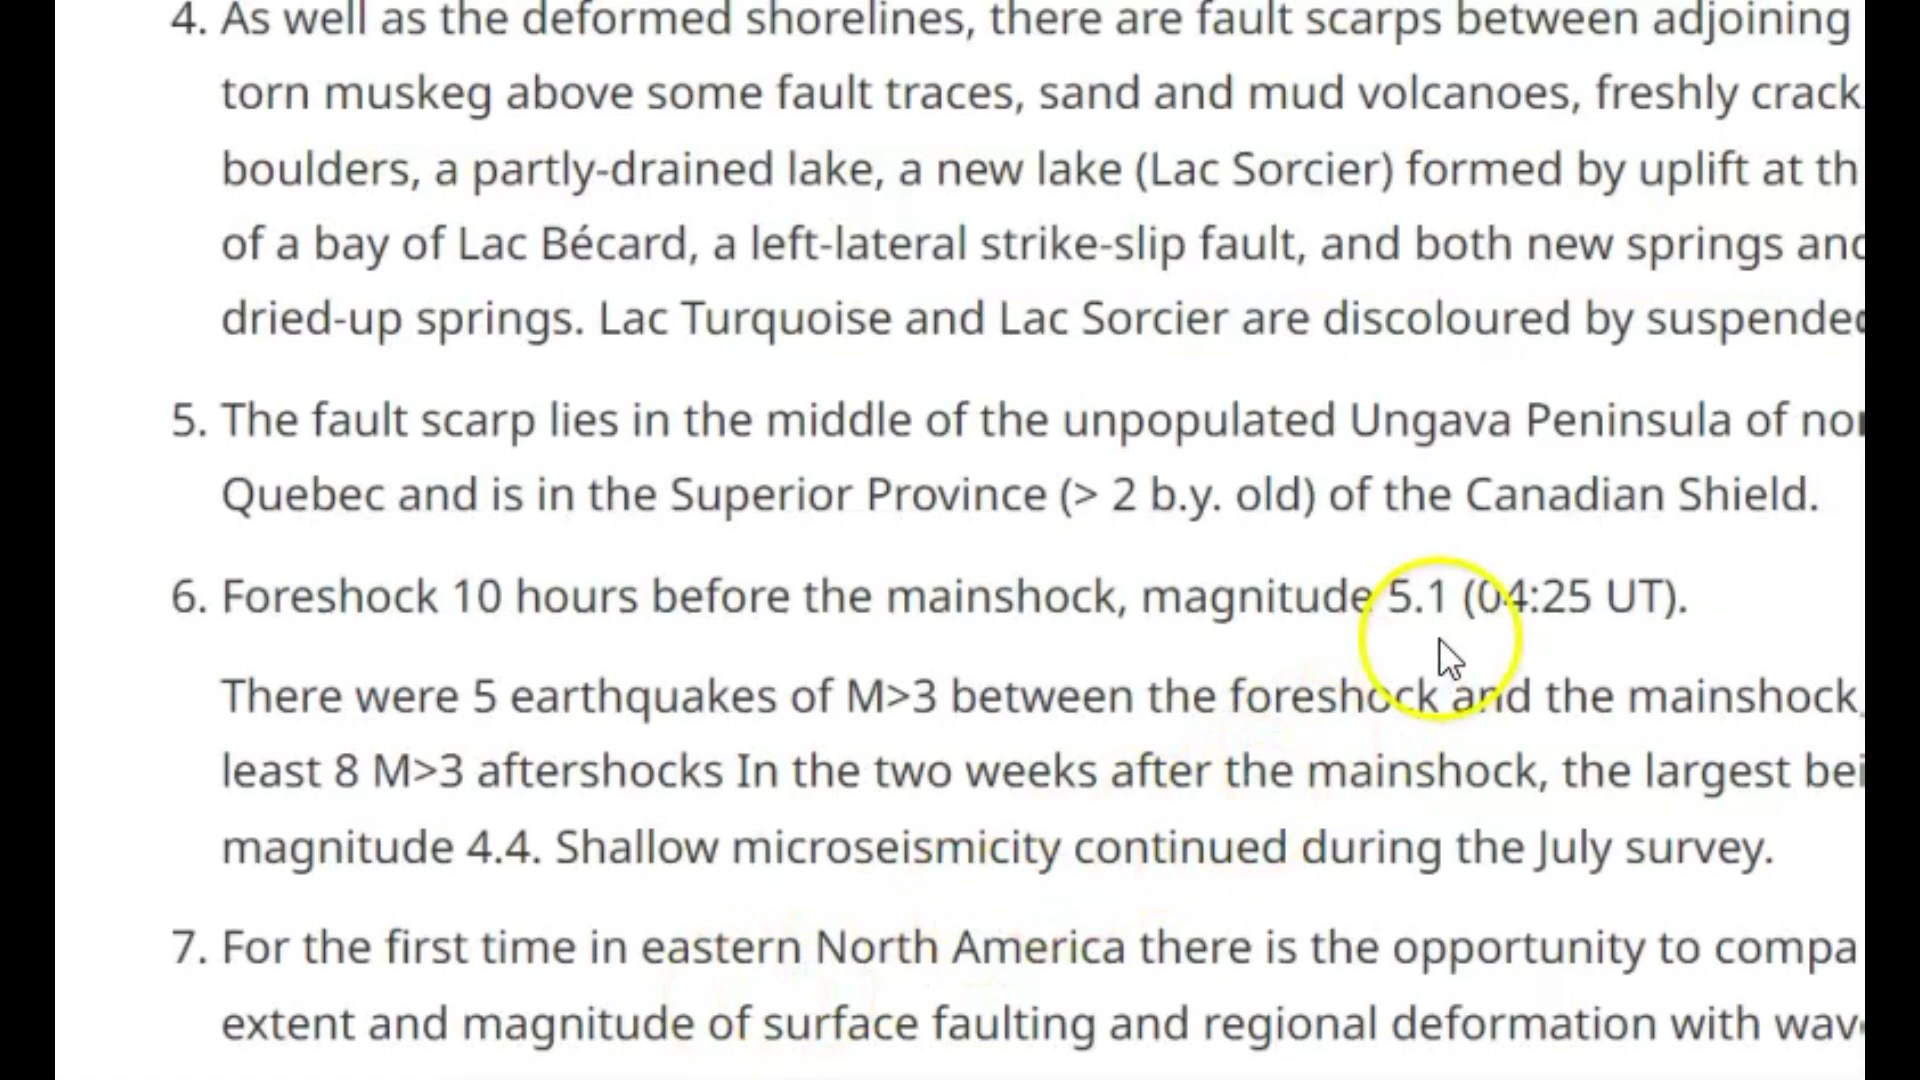 4. As well as the deformed shorelines, there are fault scarps between adjoining
torn muskeg above some fault traces, sand and mud volcanoes, freshly crack
boulders, a partly-drained lake, a new lake (Lac Sorcier) formed by uplift at th
of a bay of Lac Bécard, a left-lateral strike-slip fault, and both new springs and
dried-up springs. Lac Turquoise and Lac Sorcier are discoloured by suspended
5. The fault scarp lies in the middle of the unpopulated Ungava Peninsula of nor
Quebec and is in the Superior Province (> 2 b.y. old) of the Canadian Shield.
6. Foreshock 10 hours before the mainshock, magnitude 5.1 (04:25 UT).
There were 5 earthquakes of M>3 between the foreshock and the mainshock,
least 8 M>3 aftershocks In the two weeks after the mainshock, the largest bei
magnitude 4.4. Shallow microseismicity continued during the July survey.
7. For the first time in eastern North America there is the opportunity to compa
extent and magnitude of surface faulting and regional deformation with wav